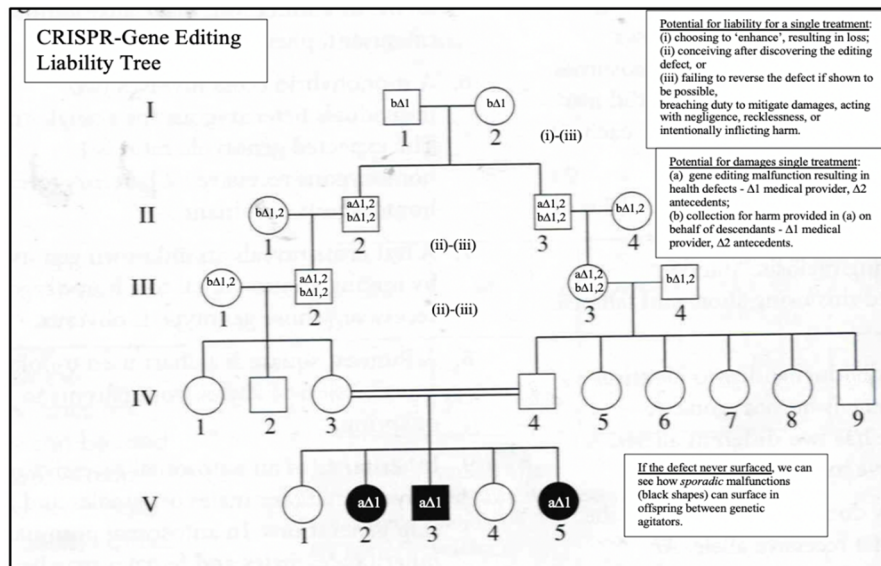 CRISPR-Gene Editing
Liability Tree
Potential for liability for a single treatment:
(i) choosing to ‘enhance’, resulting in loss;
(ii) conceiving after discovering the editing
defect, or
(iii) failing to reverse the defect if shown to
be possible,
breaching duty to mitigate damages, acting
with negligence, recklessness, or
intentionally inflicting harm.
I
bΔ1
bΔ1
1
2
(i)-(iii)
Potential for damages single treatment:
(a) gene editing malfunction resulting in
health defects - Δ1 medical provider, Δ2
antecedents;
(b) collection for harm provided in (a) on
behalf of descendants - Δ1 medical
provider, Δ2 antecedents.
II
bΔ1,2
aΔ1,2
bΔ1,2
aΔ1,2
bΔ1,2
bΔ1,2
1
2
3
4
(ii)-(iii)
III
bΔ1,2
aΔ1,2
bΔ1,2
aΔ1,2
bΔ1,2
bΔ1,2
1
2
3
4
(ii)-(iii)
IV
1
2
3
4
5
6
7
8
9
If the defect never surfaced, we can
see how sporadic malfunctions
(black shapes) can surface in
offspring between genetic
agitators.
V
aΔ1
aΔ1
aΔ1
1
2
3
4
5